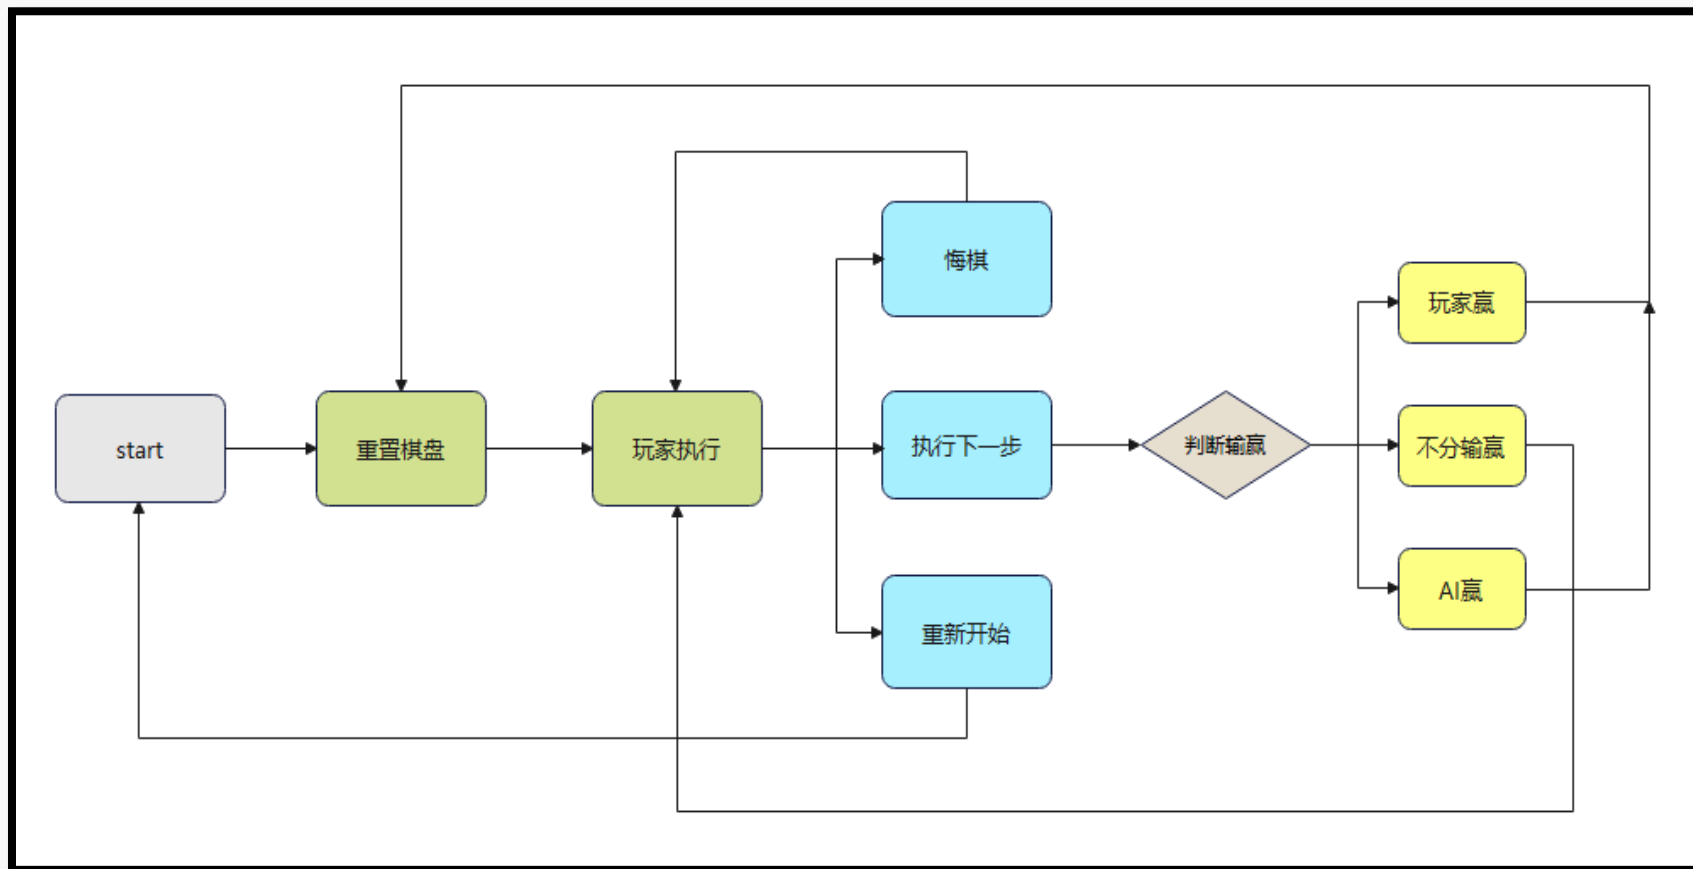 start
重置棋盘
玩家执行
悔棋
执行下一步
重新开始
判断输赢
玩家赢
不分输赢
AI赢